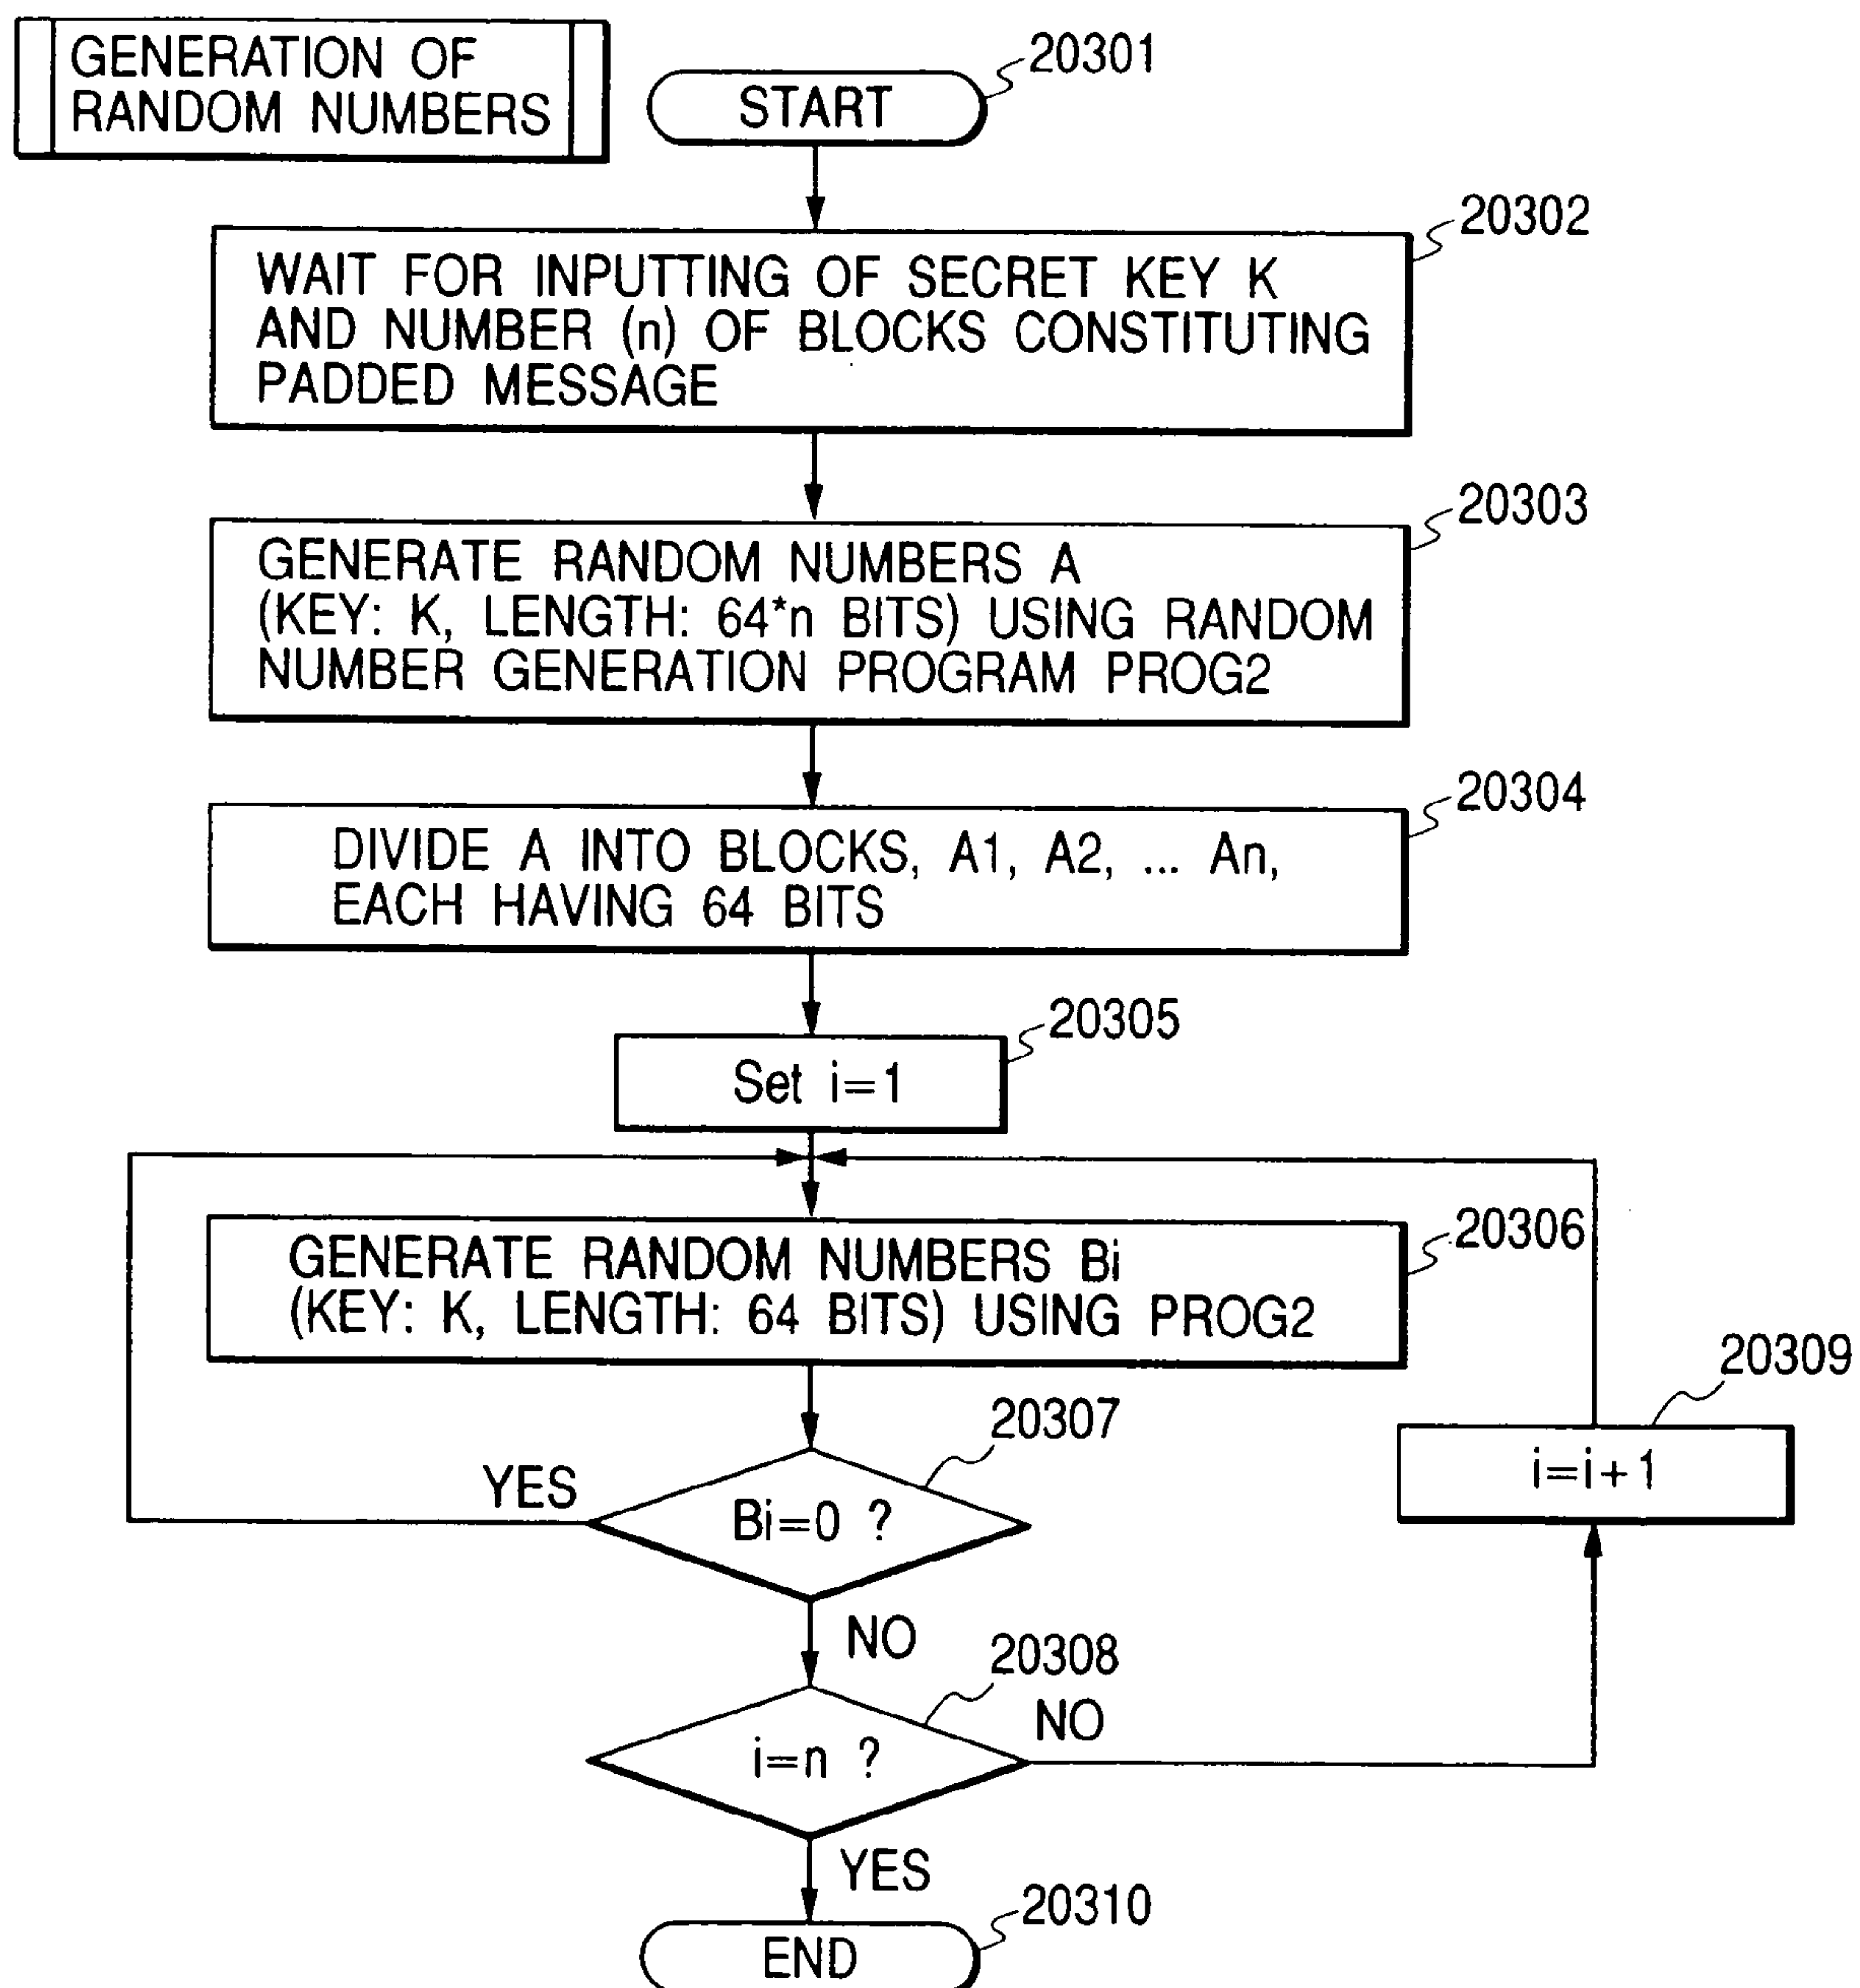 GENERATION OF
RANDOM NUMBERS
START
20301
20302
WAIT FOR INPUTTING OF SECRET KEY K
AND NUMBER (n) OF BLOCKS CONSTITUTING
PADDED MESSAGE
20303
GENERATE RANDOM NUMBERS A
(KEY: K, LENGTH: 64*n BITS) USING RANDOM
NUMBER GENERATION PROGRAM PROG2
20304
DIVIDE A INTO BLOCKS, A1, A2, ... An,
EACH HAVING 64 BITS
20305
Set i=1
20306
GENERATE RANDOM NUMBERS Bi
(KEY: K, LENGTH: 64 BITS) USING PROG2
20307
YES
Bi=0 ?
20309
i=i+1
NO
20308
NO
i=n ?
YES
20310
END